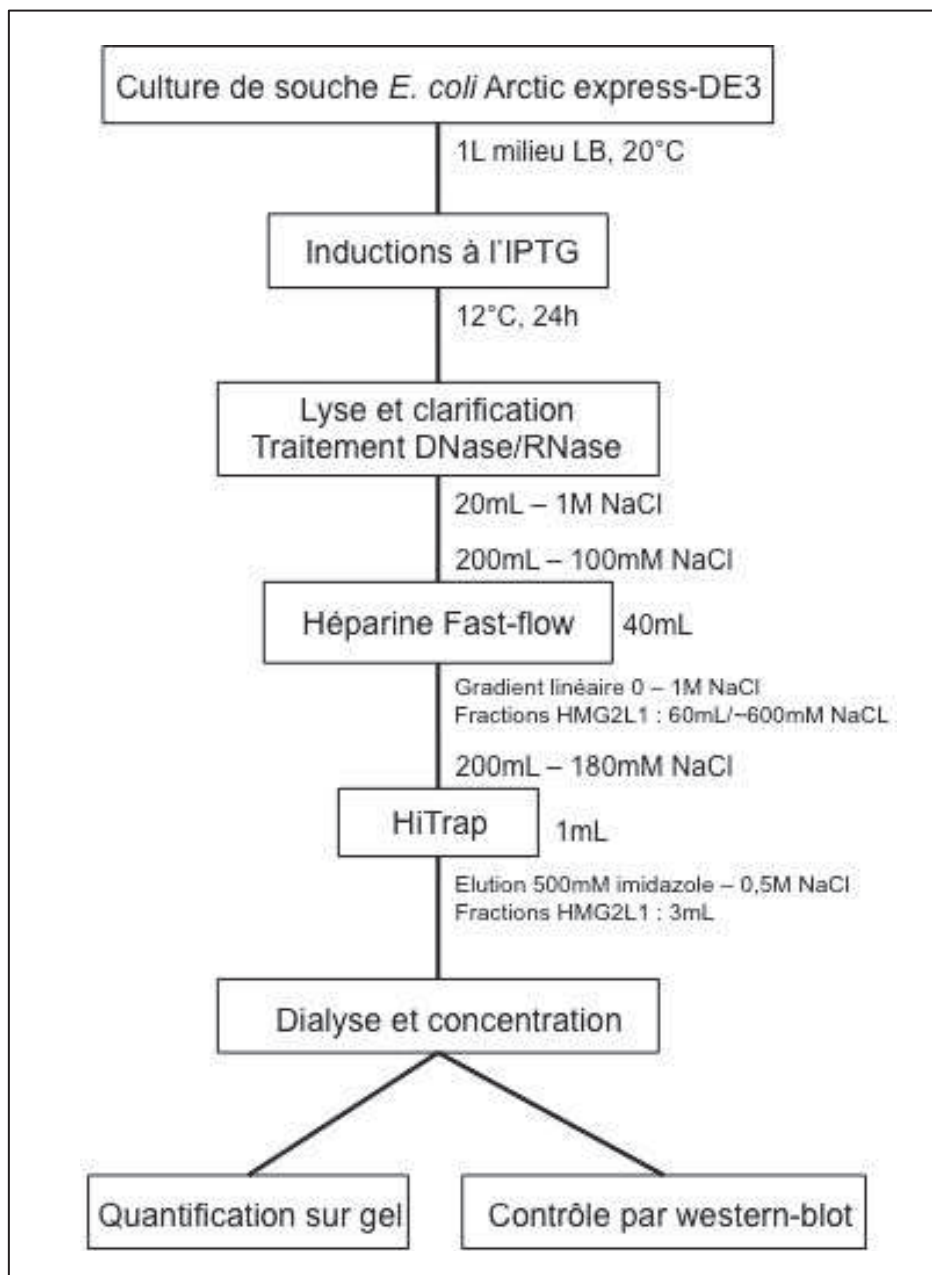 Culture de souche E. coli Arctic express-DE3
1L milieu LB, 20°C
Inductions à l'IPTG
12°C, 24h
Lyse et clarification
Traitement DNase/RNase
20mL – 1M NaCl
200mL – 100mM NaCl
Héparine Fast-flow
40mL
Gradient linéaire 0 – 1M NaCl
Fractions HMG2L1 : 60mL/~600mM NaCL
200mL – 180mM NaCl
HiTrap
1mL
Elution 500mM imidazole – 0,5M NaCl
Fractions HMG2L1 : 3mL
Dialyse et concentration
Quantification sur gel
Contrôle par western-blot